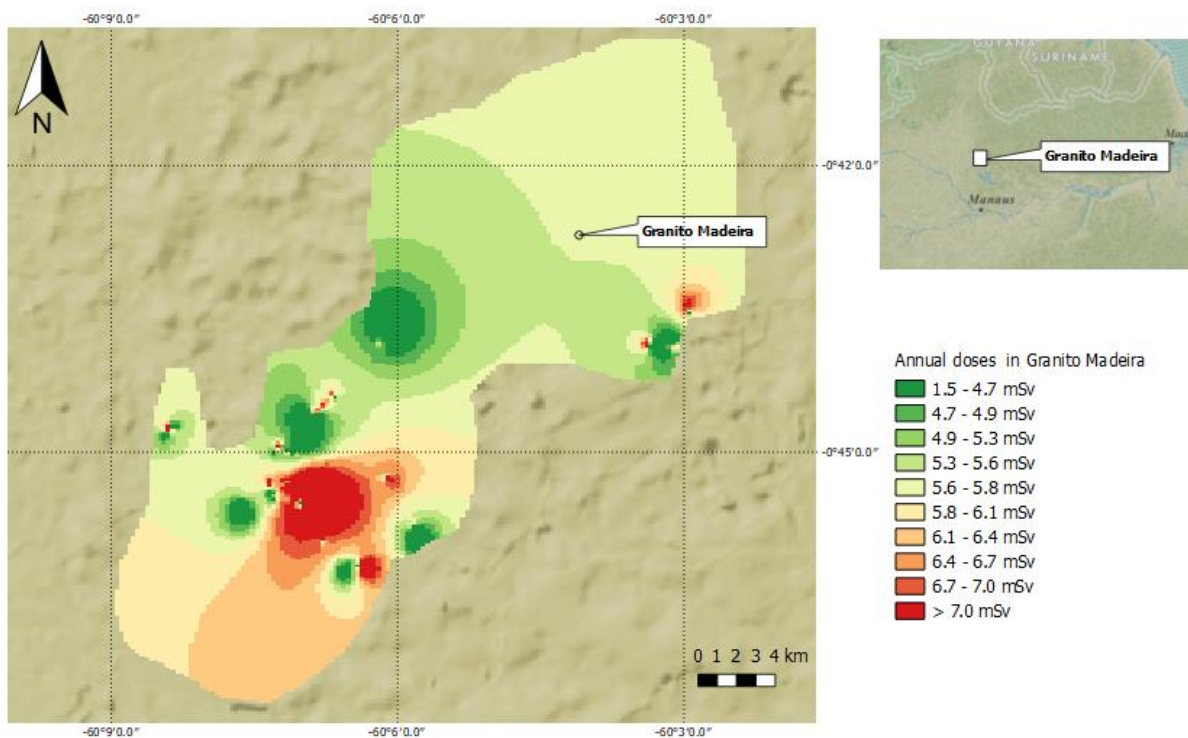 -60°9'0.0"
-60°6'0.0"
-60°3'0.0"
N
-0°42'0.0"
Granito Madeira
-0°45'0.0"
0 1 2 3 4 km
-60°9'0.0"
-60°6'0.0"
-60°3'0.0"
GUYANA
SURINAME
Granito Madeira
Manaus
Annual doses in Granito Madeira
1.5 - 4.7 mSv
4.7 - 4.9 mSv
4.9 - 5.3 mSv
5.3 - 5.6 mSv
5.6 - 5.8 mSv
5.8 - 6.1 mSv
6.1 - 6.4 mSv
6.4 - 6.7 mSv
6.7 - 7.0 mSv
> 7.0 mSv